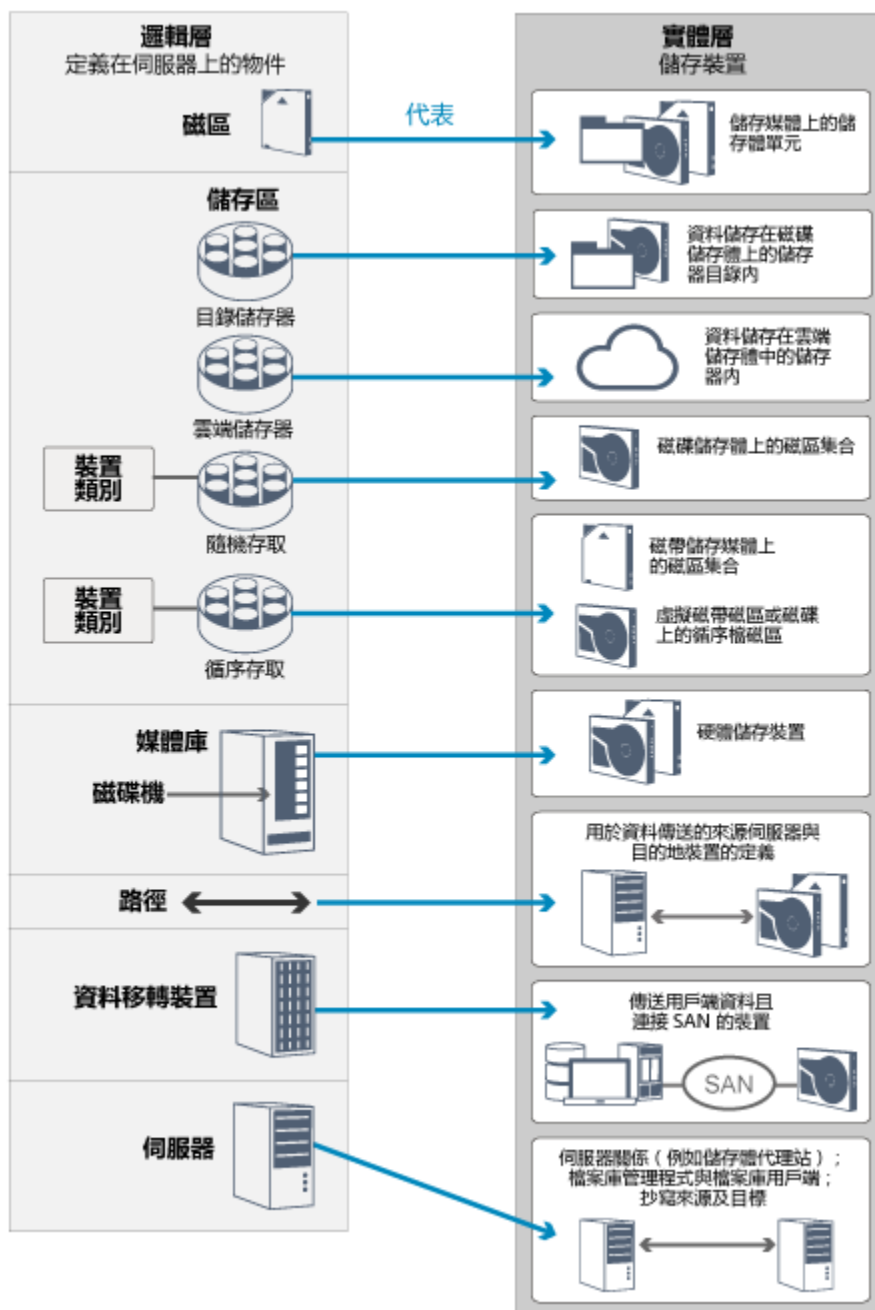 邏輯層
定義在伺服器上的物件
磁區
代表
儲存區
目錄儲存器
雲端儲存器
裝置
類別
隨機存取
裝置
類別
循序存取
媒體庫
磁碟機
路徑
資料移轉裝置
伺服器
實體層
儲存裝置
儲存媒體上的儲
存體單元
資料儲存在磁碟
儲存體上的儲存
器目錄內
資料儲存在雲端
儲存體中的儲存
器內
磁碟儲存體上的磁區集合
磁帶儲存媒體上
的磁區集合
虛擬磁帶磁區或磁碟
上的循序檔磁區
硬體儲存裝置
用於資料傳送的來源伺服器與
目的地裝置的定義
傳送用戶端資料且
連接 SAN 的裝置
SAN
伺服器關係（例如儲存體代理站）；
檔案庫管理程式與檔案庫用戶端；
抄寫來源及目標